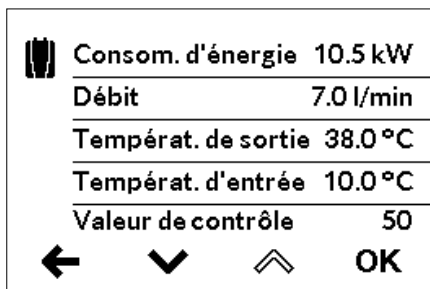 Consom. d'énergie 10.5 kW
Débit 7.0 l/min
Températ. de sortie 38.0 °C
Températ. d'entrée 10.0 °C
Valeur de contrôle 50
OK